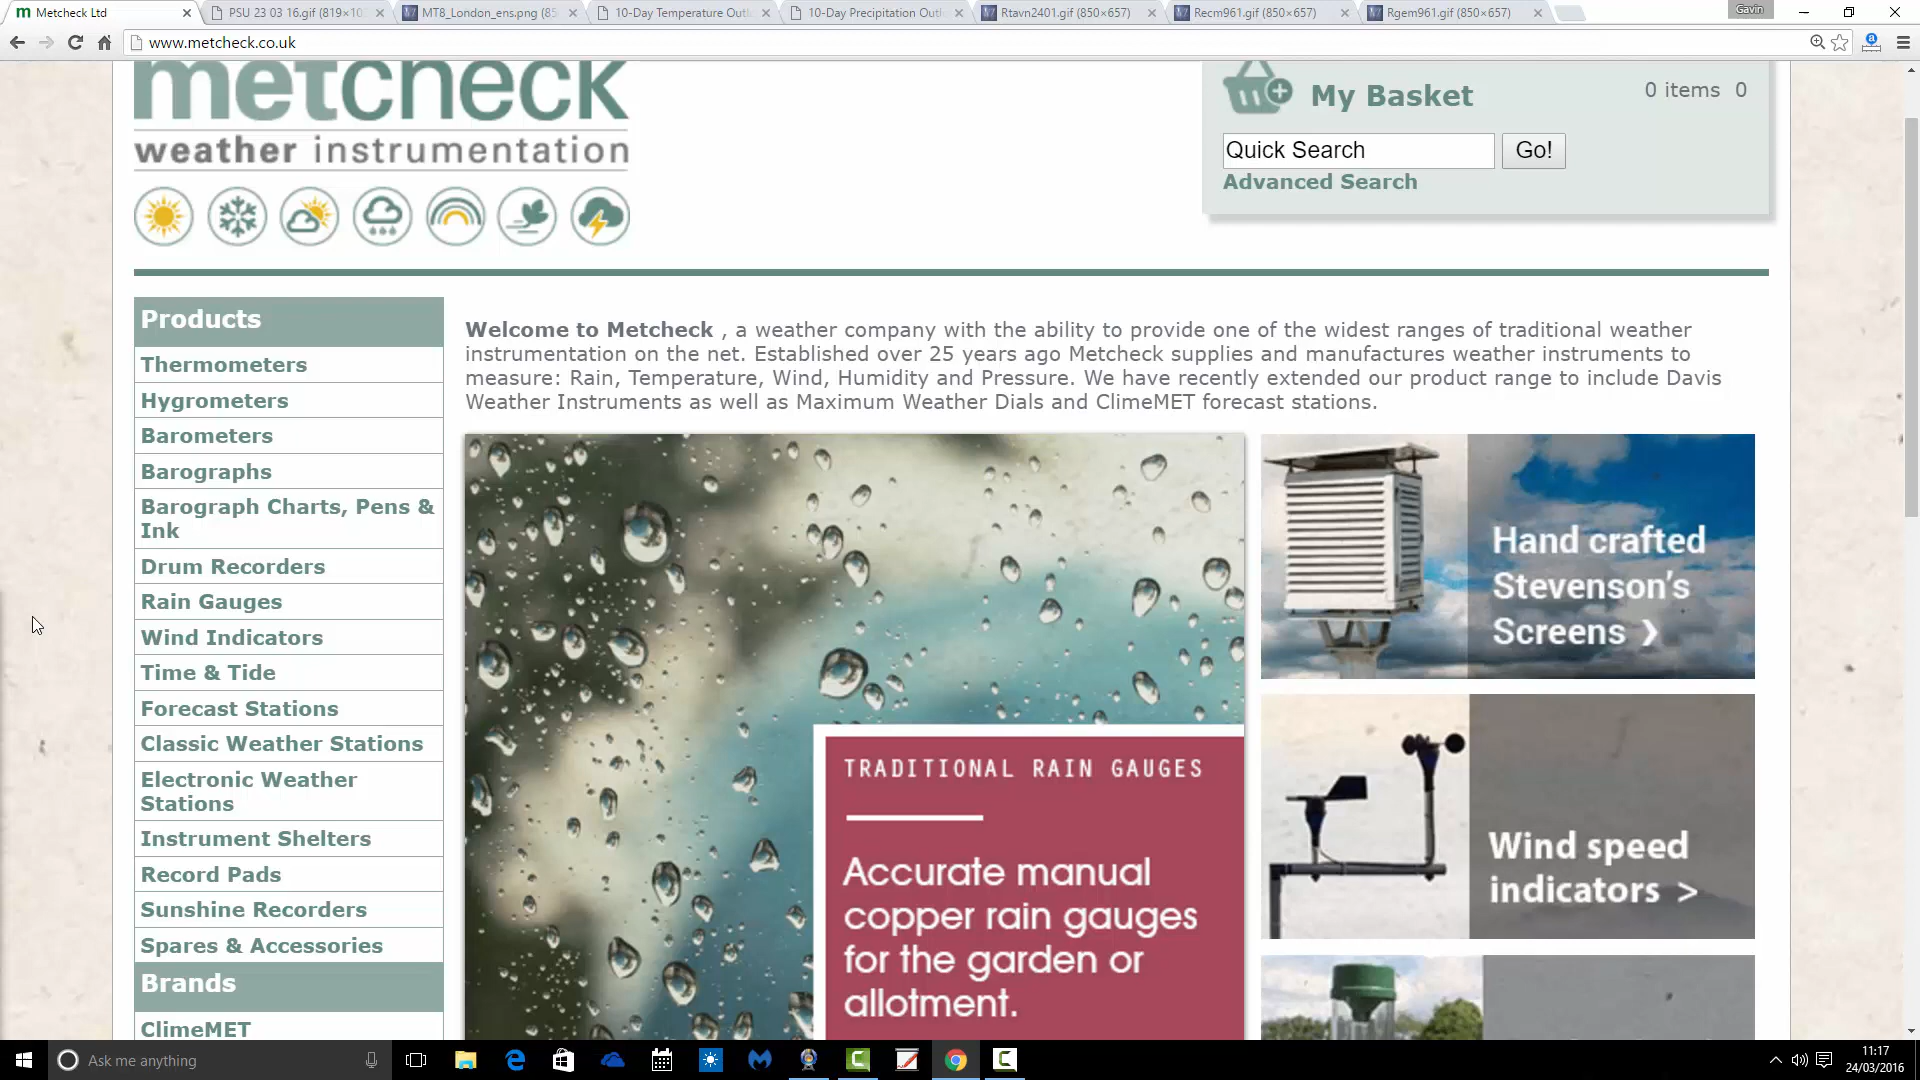 Metcheck Ltd
PSU 23 03 16.gif (819×10
MT8_London_ens.png (85
10-Day Temperature Outl
10-Day Precipitation Outl
Rtavn2401.gif (850×657)
Recm961.gif (850×657)
Rgem961.gif (850×657)
Gavin
www.metcheck.co.uk
metcheck
weather instrumentation
My Basket
0 items 0
Quick Search
Go!
Advanced Search
Products
Thermometers
Hygrometers
Barometers
Barographs
Barograph Charts, Pens &
Ink
Drum Recorders
Rain Gauges
Wind Indicators
Time & Tide
Forecast Stations
Classic Weather Stations
Electronic Weather
Stations
Instrument Shelters
Record Pads
Sunshine Recorders
Spares & Accessories
Brands
ClimeMET
Welcome to Metcheck , a weather company with the ability to provide one of the widest ranges of traditional weather
instrumentation on the net. Established over 25 years ago Metcheck supplies and manufactures weather instruments to
measure: Rain, Temperature, Wind, Humidity and Pressure. We have recently extended our product range to include Davis
Weather Instruments as well as Maximum Weather Dials and ClimeMET forecast stations.
TRADITIONAL RAIN GAUGES
Accurate manual
copper rain gauges
for the garden or
allotment.
Hand crafted
Stevenson's
Screens ❯
Wind speed
indicators >
Ask me anything
11:17
24/03/2016